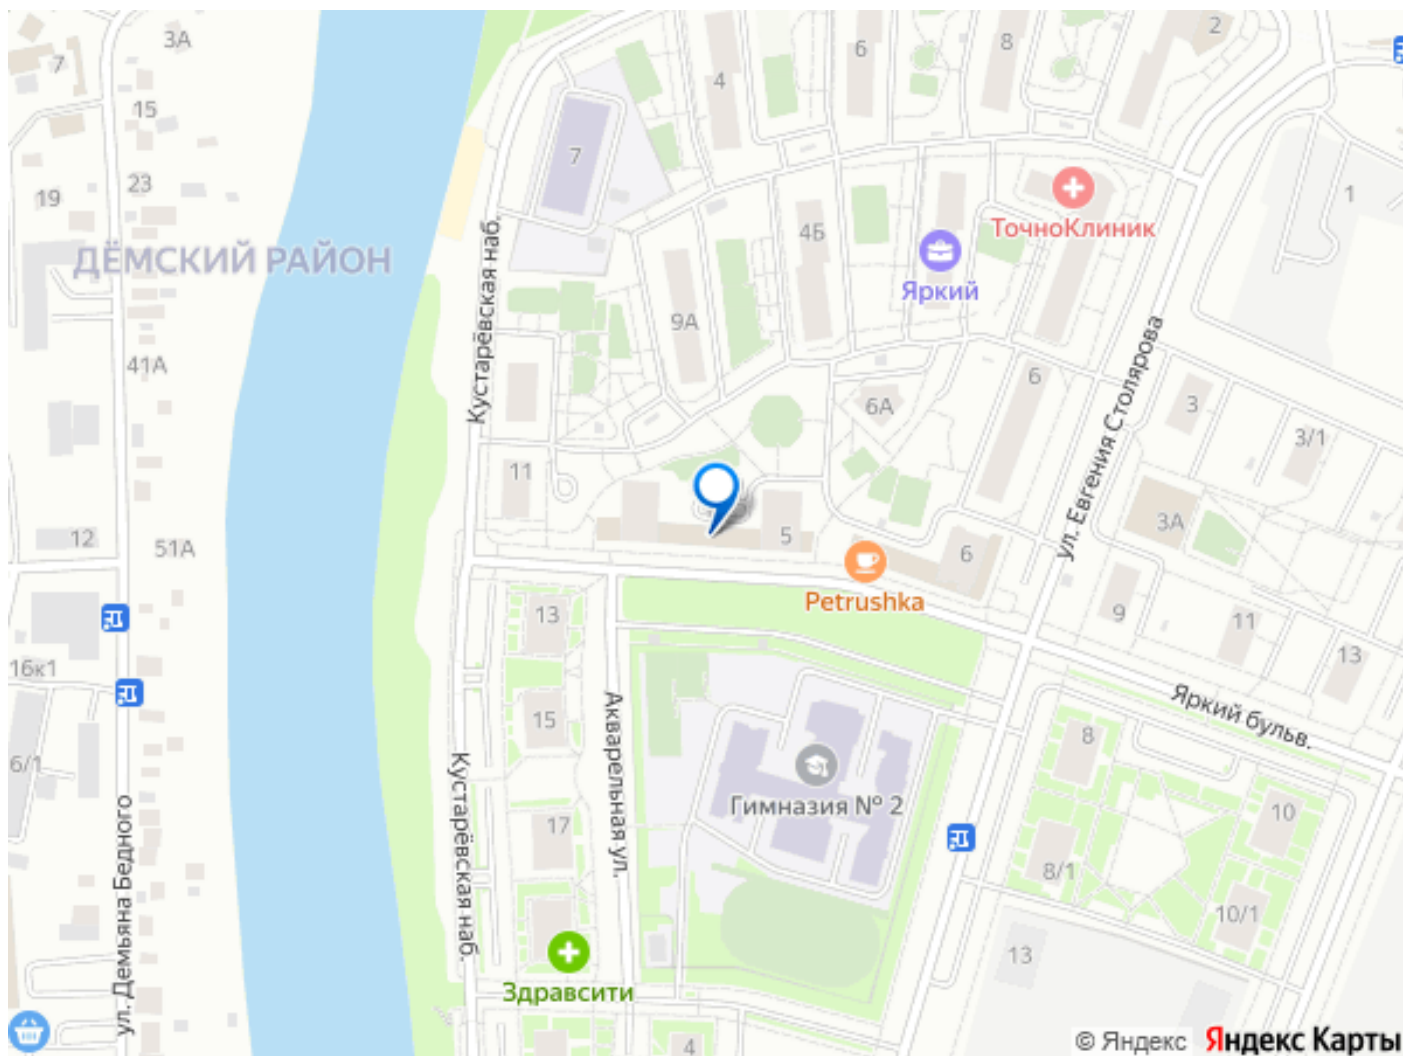 3А
7
15
23
19
ДЁМСКИЙ РАЙОН
41А
12
51А
16к1
6/1
ул. Демьяна Бедного
Кустарёвская наб.
Кустарёвская наб.
4
6
8
2
7
4Б
9А
ТочноКлиник
Яркий
1
6
6А
3
3/1
3А
ул. Евгения Столярова
11
5
6
Petrushka
9
11
13
Яркий бульв.
13
15
17
Акварельная ул.
Гимназия № 2
8
8/1
10
10/1
13
Здравсити
4
© Яндекс Яндекс Карты